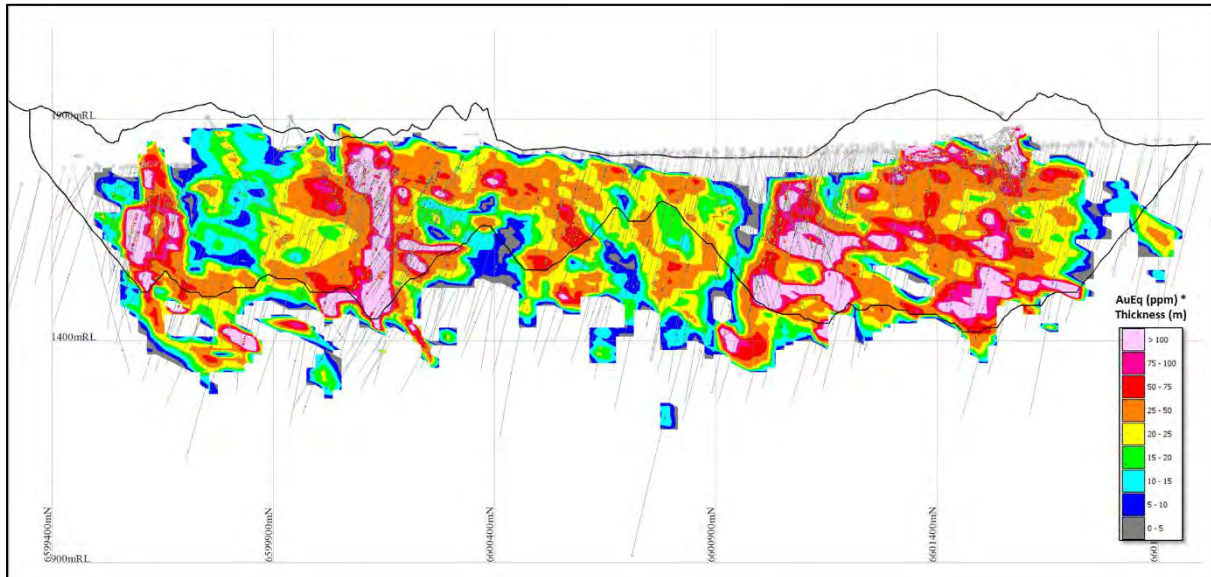 1900mRL
1400mRL
900mRL
AuEq (ppm) *
Thickness (m)
> 100
75 - 100
50 - 75
25 - 50
20 - 25
15 - 20
10 - 15
5 - 10
0 - 5
6599400mN
6599900mN
6600400mN
6600900mN
6601400mN